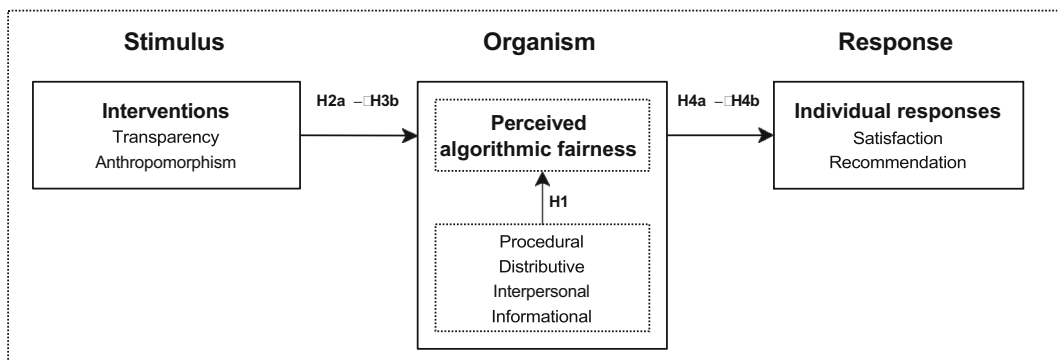 Stimulus
Organism
Response
Interventions
Transparency
Anthropomorphism
H2a –□H3b
Perceived
algorithmic fairness
H1
Procedural
Distributive
Interpersonal
Informational
H4a –□H4b
Individual responses
Satisfaction
Recommendation